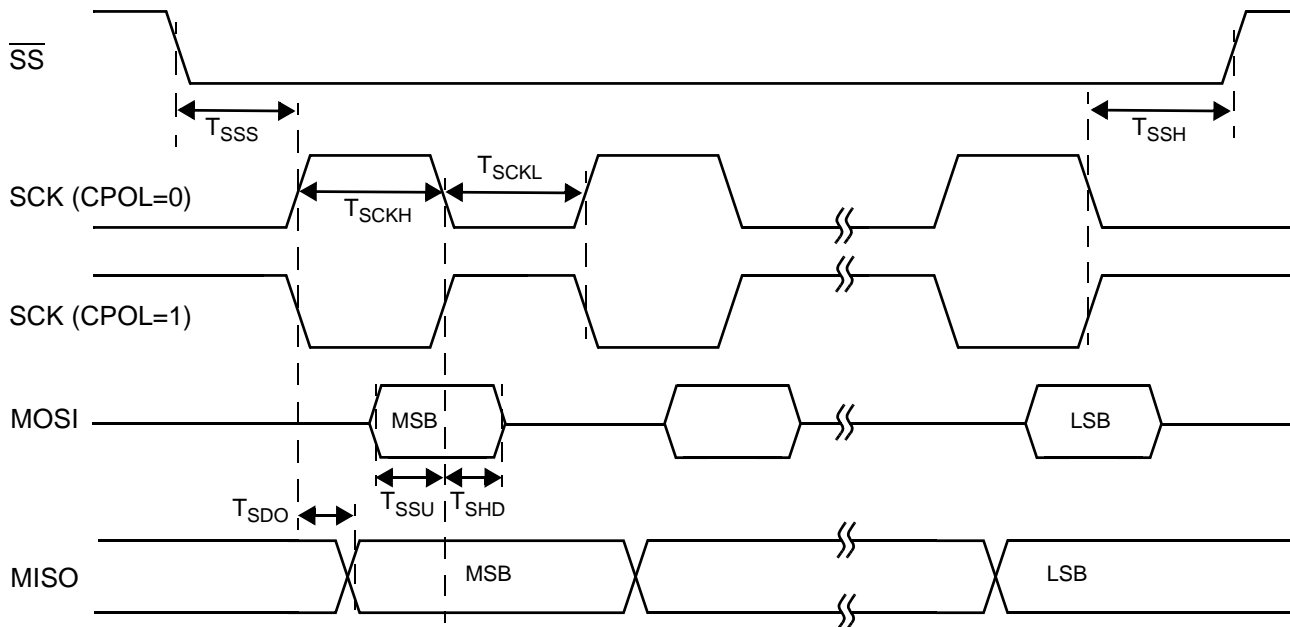 SS
TSSS
TSSH
SCK (CPOL=0)
TSCKH
TSCKL
SCK (CPOL=1)
MOSI
MSB
LSB
TSSU
TSHD
TSDO
MISO
MSB
LSB